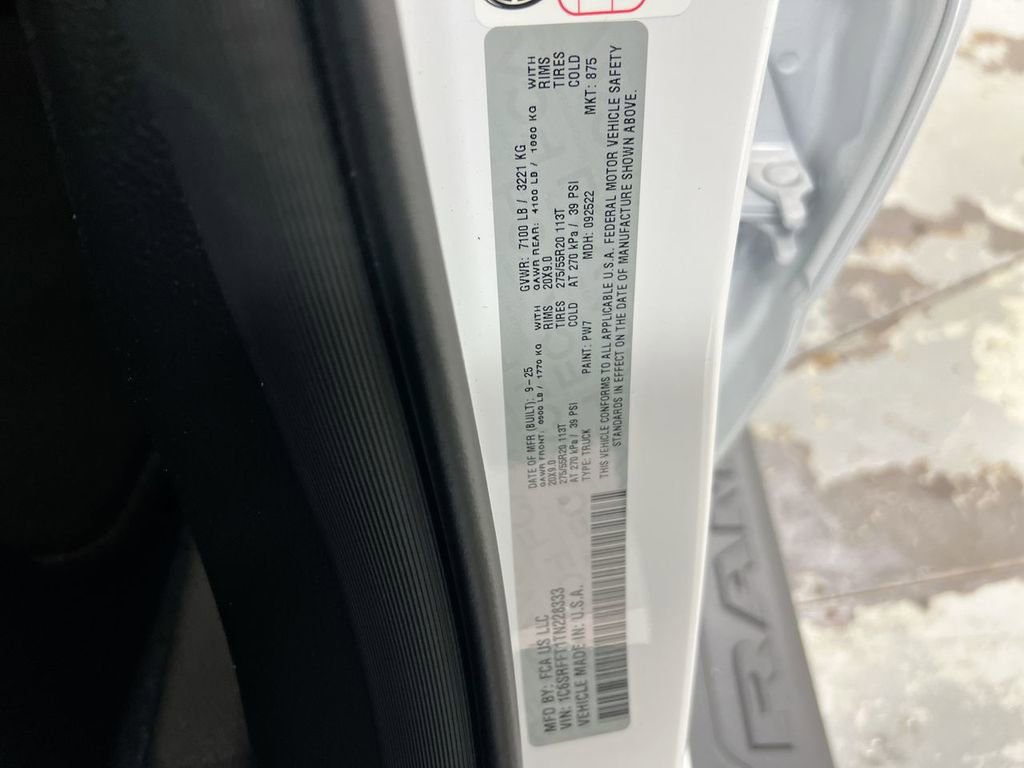 MFD BY: FCA US LLC
VIN: 1C6SRFFT1TN228333
VEHICLE MADE IN: U.S.A.
DATE OF MFR (BUILT): 9-25 GVWR: 7100 LB / 3221 KG
GAWR FRONT: 3900 LB / 1770 KG WITH GAWR REAR: 4100 LB / 1860 KG WITH
20X9.0 RIMS 20X9.0 RIMS
275/55R20 113T TIRES 275/55R20 113T TIRES
AT 270 kPa / 39 PSI COLD AT 270 kPa / 39 PSI COLD
TYPE: TRUCK PAINT: PW7 MDH: 092522 MKT: 875
THIS VEHICLE CONFORMS TO ALL APPLICABLE U.S.A. FEDERAL MOTOR VEHICLE SAFETY
STANDARDS IN EFFECT ON THE DATE OF MANUFACTURE SHOWN ABOVE.
RAM